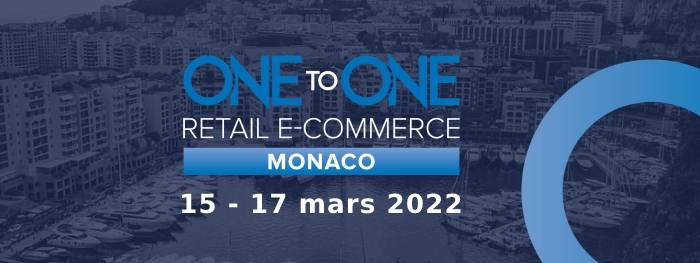 ONE TO ONE
RETAIL E-COMMERCE
MONACO
15 - 17 mars 2022